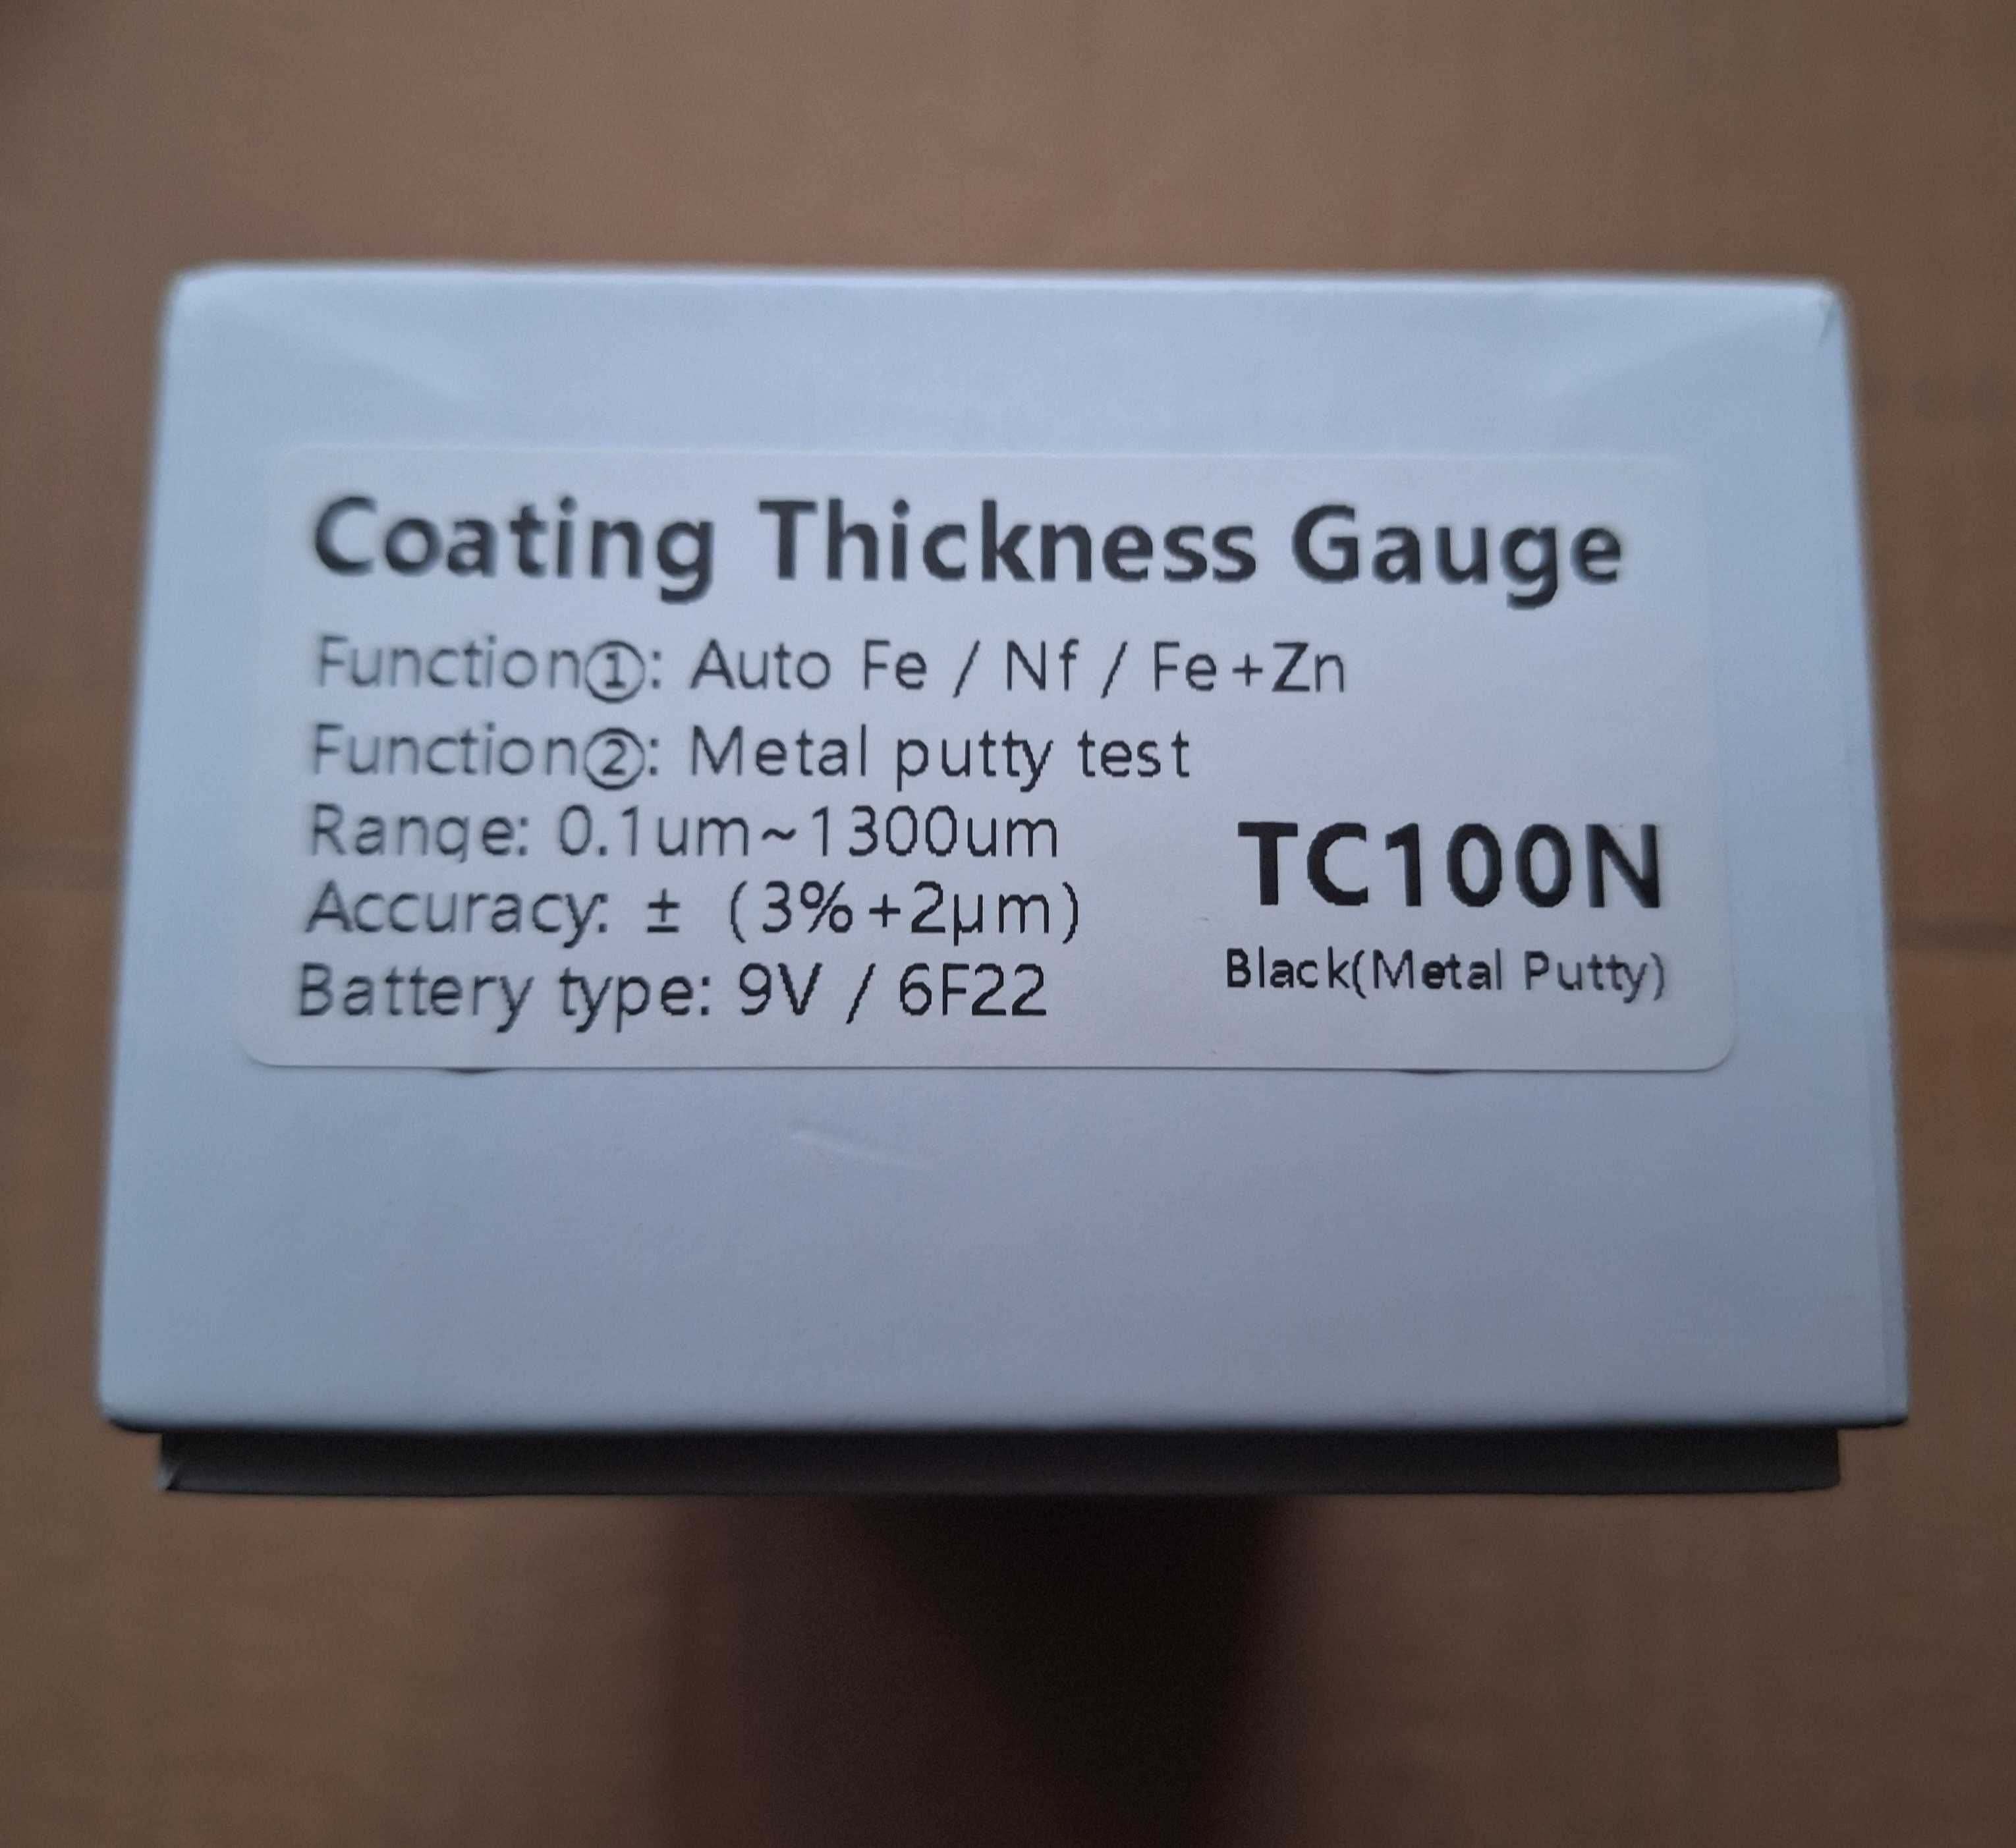 Coating Thickness Gauge
Function①: Auto Fe / Nf / Fe+Zn
Function②: Metal putty test
Range: 0.1um~1300um
Accuracy: ± (3%+2μm)
Battery type: 9V / 6F22
TC100N
Black(Metal Putty)